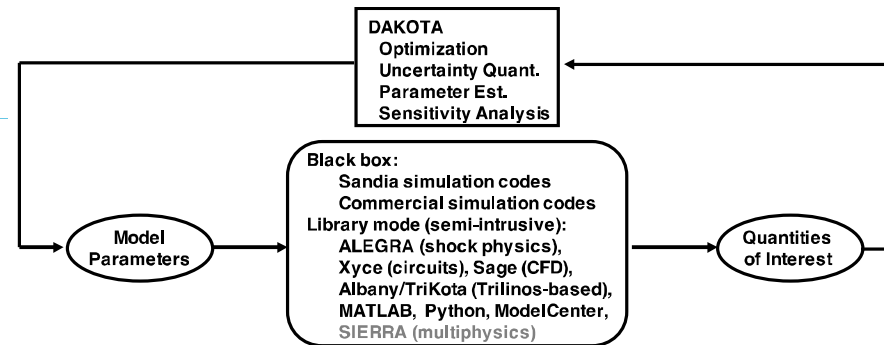 DAKOTA
Optimization
Uncertainty Quant.
Parameter Est.
Sensitivity Analysis
Black box:
Sandia simulation codes
Commercial simulation codes
Library mode (semi-intrusive):
ALEGRA (shock physics),
Xyce (circuits), Sage (CFD),
Albany/TriKota (Trilinos-based),
MATLAB, Python, ModelCenter,
SIERRA (multiphysics)
Model
Parameters
Quantities
of Interest